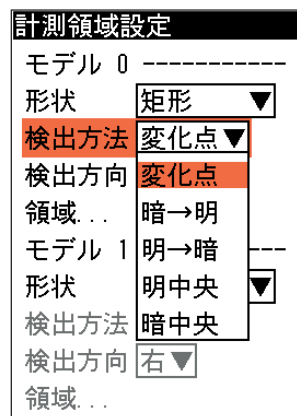 計測領域設定
モデル 0 -----------
形状 矩形 ▼
検出方法 変化点▼
検出方向 変化点
領域... 暗→明
モデル 1 明→暗 ---
形状 明中央 ▼
検出方法 暗中央
検出方向 右▼
領域...